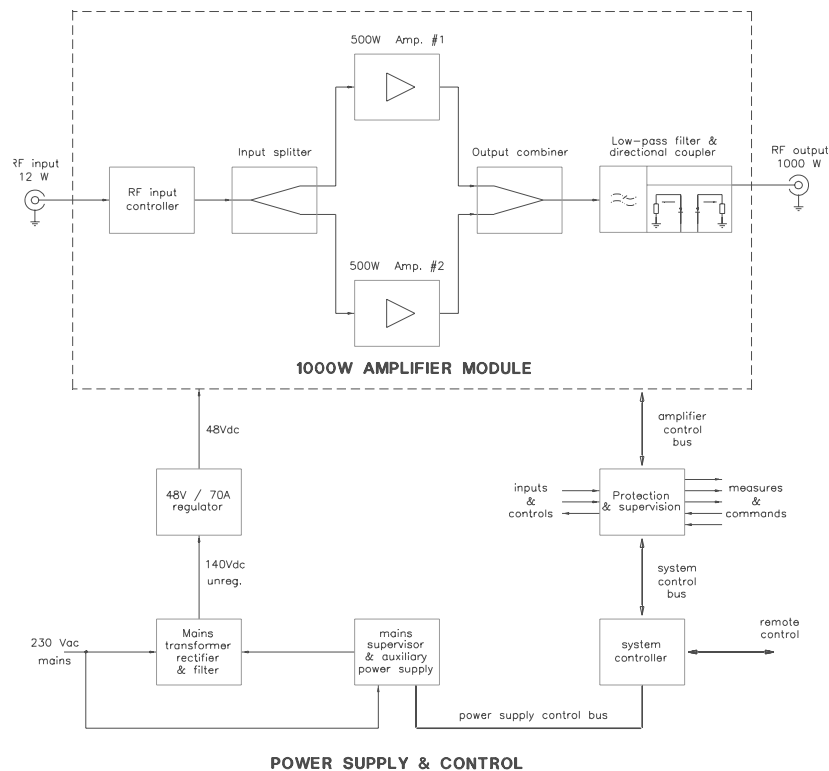 500W Amp. #1
Low-pass filter &
directional coupler
RF output
1000 W
RF input
12 W
Input splitter
Output combiner
RF input
controller
500W Amp. #2
1000W AMPLIFIER MODULE
48Vdc
amplifier
control
bus
48V / 70A
regulator
inputs
&
controls
Protection
& supervision
measures
&
commands
140Vdc
unreg.
system
control
bus
230 Vac
mains
Mains
transformer
rectifier
& filter
mains
supervisor
& auxiliary
power supply
system
controller
remote
control
power supply control bus
POWER SUPPLY & CONTROL